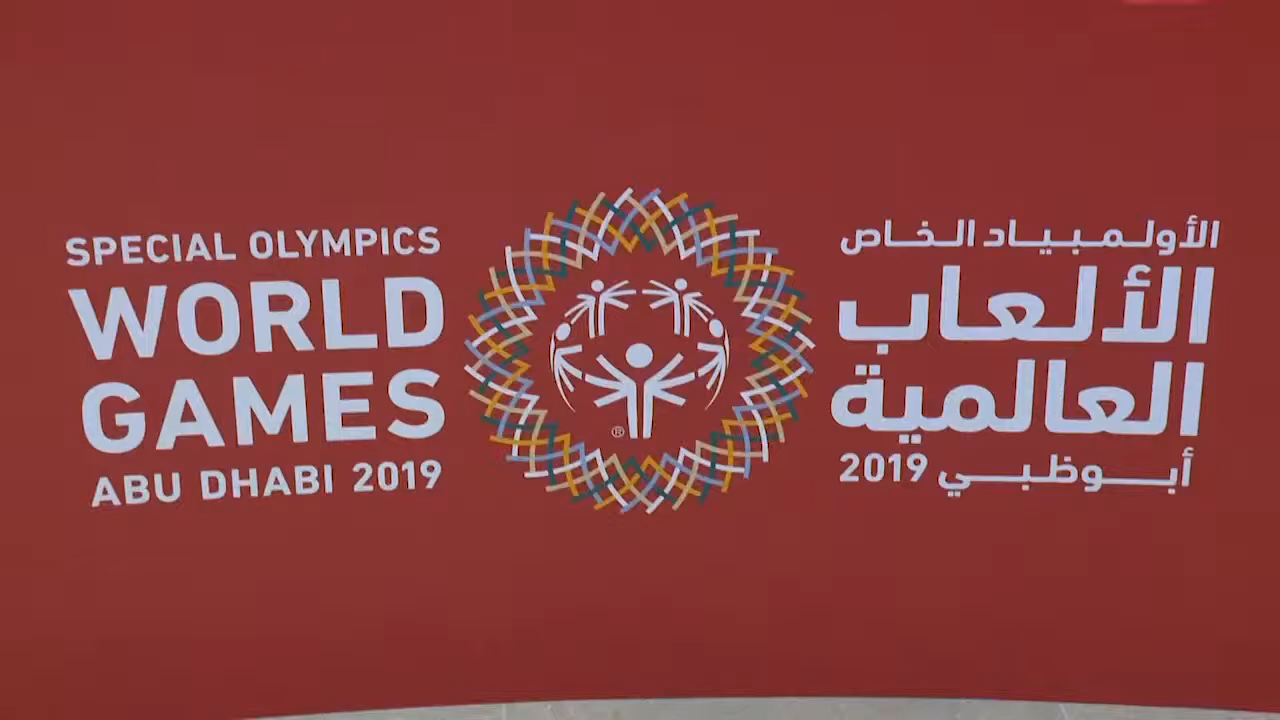 SPECIAL OLYMPICS
WORLD
GAMES
ABU DHABI 2019
®
الأولمبياد الخاص
الألعاب
العالمية
أبوظبي 2019